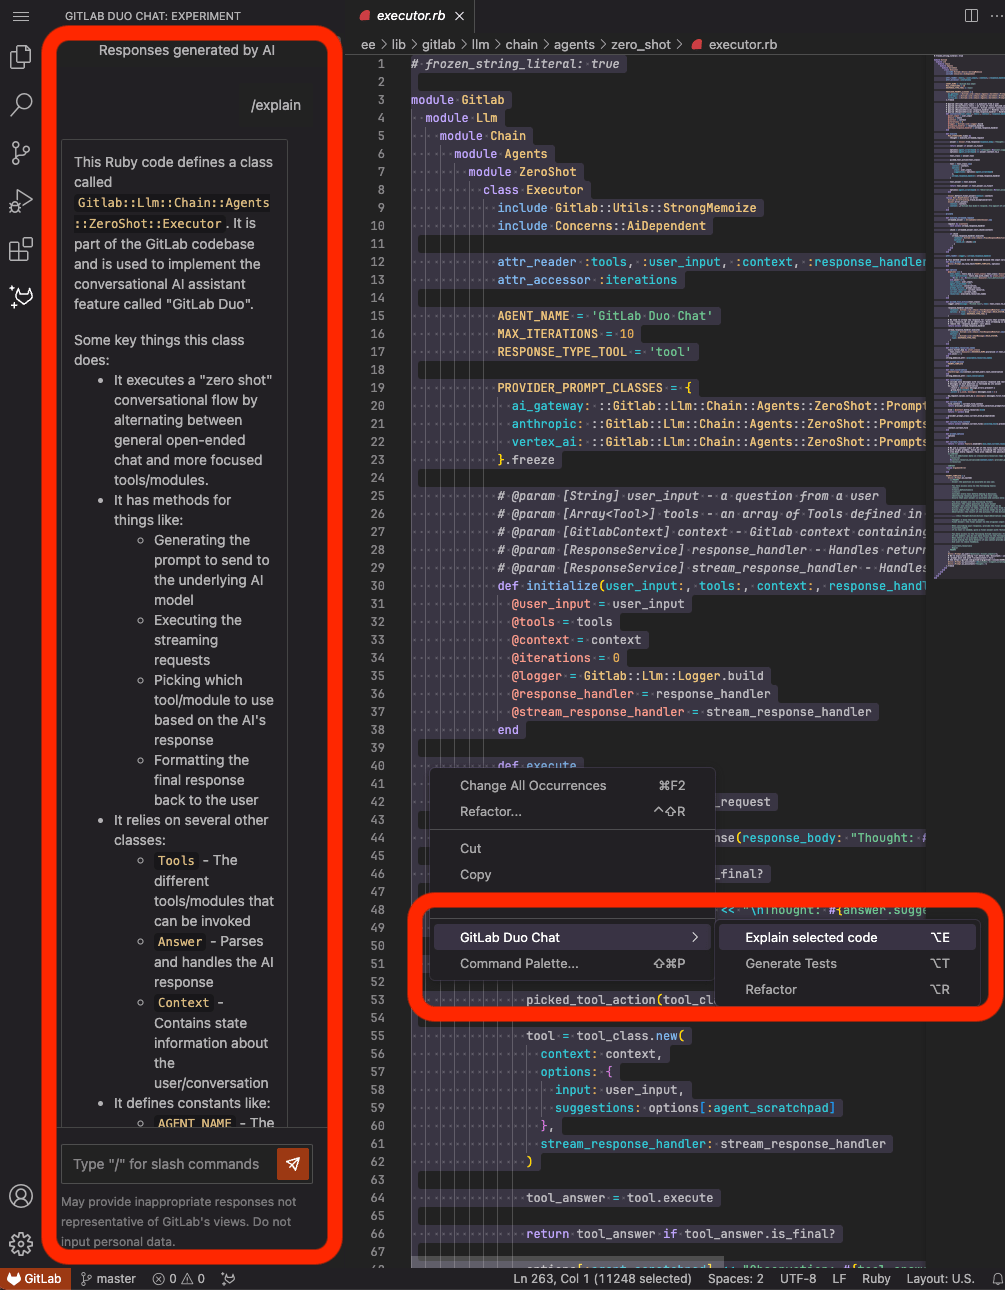 GITLAB DUO CHAT: EXPERIMENT
Responses generated by AI
/explain
This Ruby code defines a class
called
Gitlab::Llm::Chain::Agents
::ZeroShot::Executor . It is
part of the GitLab codebase
and is used to implement the
conversational AI assistant
feature called "GitLab Duo".
Some key things this class
does:
• It executes a "zero shot"
conversational flow by
alternating between
general open-ended
chat and more focused
tools/modules.
• It has methods for
things like:
◦ Generating the
prompt to send to
the underlying AI
model
◦ Executing the
streaming
requests
◦ Picking which
tool/module to use
based on the AI's
response
◦ Formatting the
final response
back to the user
• It relies on several other
classes:
◦ Tools - The
different
tools/modules that
can be invoked
◦ Answer - Parses
and handles the AI
response
◦ Context -
Contains state
information about
the
user/conversation
• It defines constants like:
◦ AGENT_NAME - The
Type "/" for slash commands
May provide inappropriate responses not
representative of GitLab's views. Do not
input personal data.
executor.rb
ee > lib > gitlab > llm > chain > agents > zero_shot > executor.rb
1 # frozen_string_literal: true
2
3 module Gitlab
4 module Llm
5 module Chain
6 module Agents
7 module ZeroShot
8 class Executor
9 include Gitlab::Utils::StrongMemoize
10 include Concerns::AiDependent
11
12 attr_reader :tools, :user_input, :context, :response_handler
13 attr_accessor :iterations
14
15 AGENT_NAME = 'GitLab Duo Chat'
16 MAX_ITERATIONS = 10
17 RESPONSE_TYPE_TOOL = 'tool'
18
19 PROVIDER_PROMPT_CLASSES = {
20 ai_gateway: ::Gitlab::Llm::Chain::Agents::ZeroShot::Prompt
21 anthropic: ::Gitlab::Llm::Chain::Agents::ZeroShot::Prompts
22 vertex_ai: ::Gitlab::Llm::Chain::Agents::ZeroShot::Prompts
23 }.freeze
24
25 # @param [String] user_input - a question from a user
26 # @param [Array<Tool>] tools - an array of Tools defined in
27 # @param [GitlabContext] context - Gitlab context containing
28 # @param [ResponseService] response_handler - Handles return
29 # @param [ResponseService] stream_response_handler - Handles
30 def initialize(user_input:, tools:, context:, response_handl
31 @user_input = user_input
32 @tools = tools
33 @context = context
34 @iterations = 0
35 @logger = Gitlab::Llm::Logger.build
36 @response_handler = response_handler
37 @stream_response_handler = stream_response_handler
38 end
39
40 def execute
41
42 _request
43
44 nse(response_body: "Thought: #
45
46 _final?
47
48 << "\nThought: #{answer.sugge
49
50
51
52
53 picked_tool_action(tool_cl
54
55 tool = tool_class.new(
56 context: context,
57 options: {
58 input: user_input,
59 suggestions: options[:agent_scratchpad]
60 },
61 stream_response_handler: stream_response_handler
62 )
63
64 tool_answer = tool.execute
65
66 return tool_answer if tool_answer.is_final?
67
Change All Occurrences ⌘F2
Refactor... ^⇧R
Cut
Copy
GitLab Duo Chat >
Command Palette... ⇧⌘P
Explain selected code ⌥E
Generate Tests ⌥T
Refactor ⌥R
GitLab master 0 0 Ln 263, Col 1 (11248 selected) Spaces: 2 UTF-8 LF Ruby Layout: U.S.